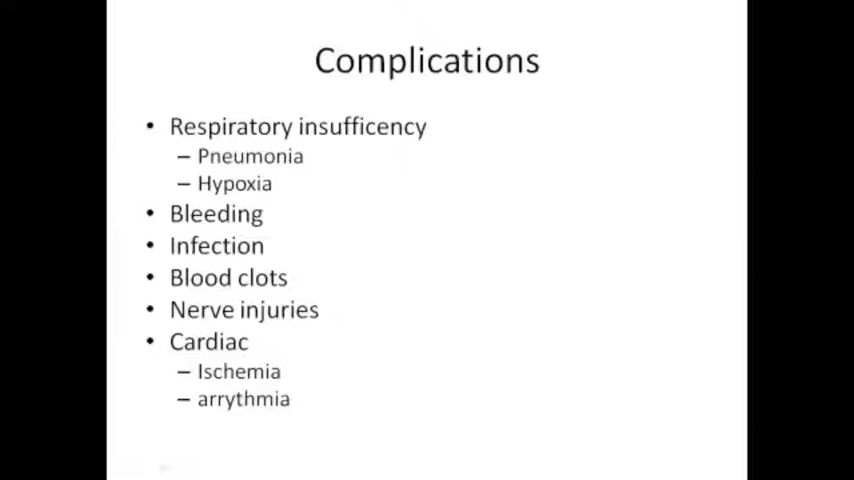 Complications
• Respiratory insufficency
– Pneumonia
– Hypoxia
• Bleeding
• Infection
• Blood clots
• Nerve injuries
• Cardiac
– Ischemia
– arrythmia